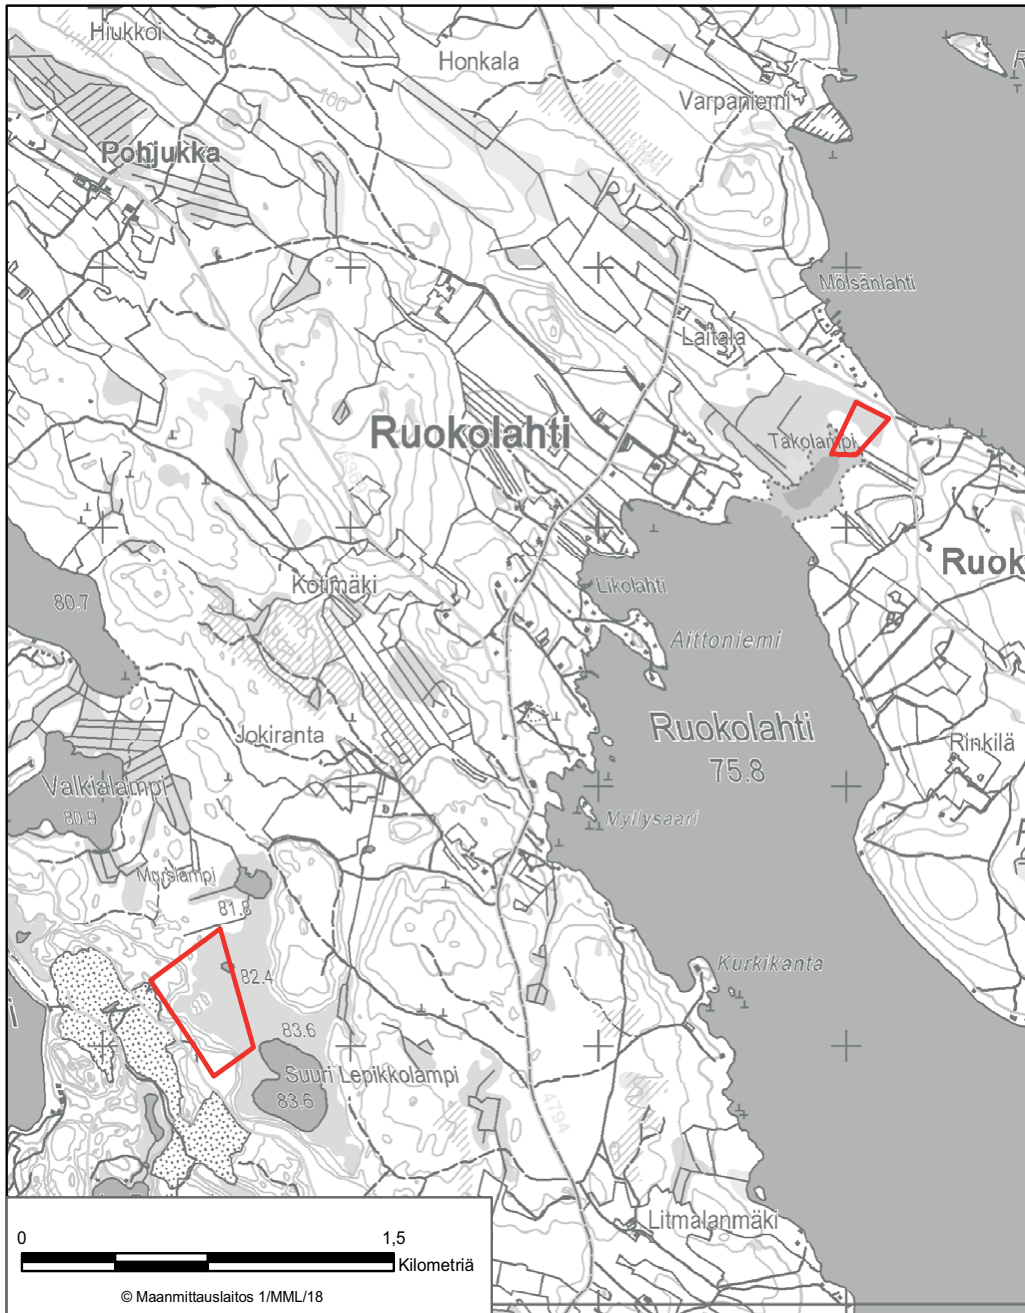 Hiukkoi
Honkala
R
Varpaniemi
100
Pohjukka
Mölsänlahti
Laitala
Ruokolahti
Takolampi
Ruok
Kotimäki
Likolahti
80.7
Aittoniemi
Ruokolahti
75.8
Jokiranta
Rinkilä
Valkialampi
80.9
Myllysaari
Murslampi
81.8
Kurkikanta
82.4
83.6
Suuri Lepikkolampi
83.6
4794
Litmalanmäki
0 1,5
Kilometriä
© Maanmittauslaitos 1/MML/18